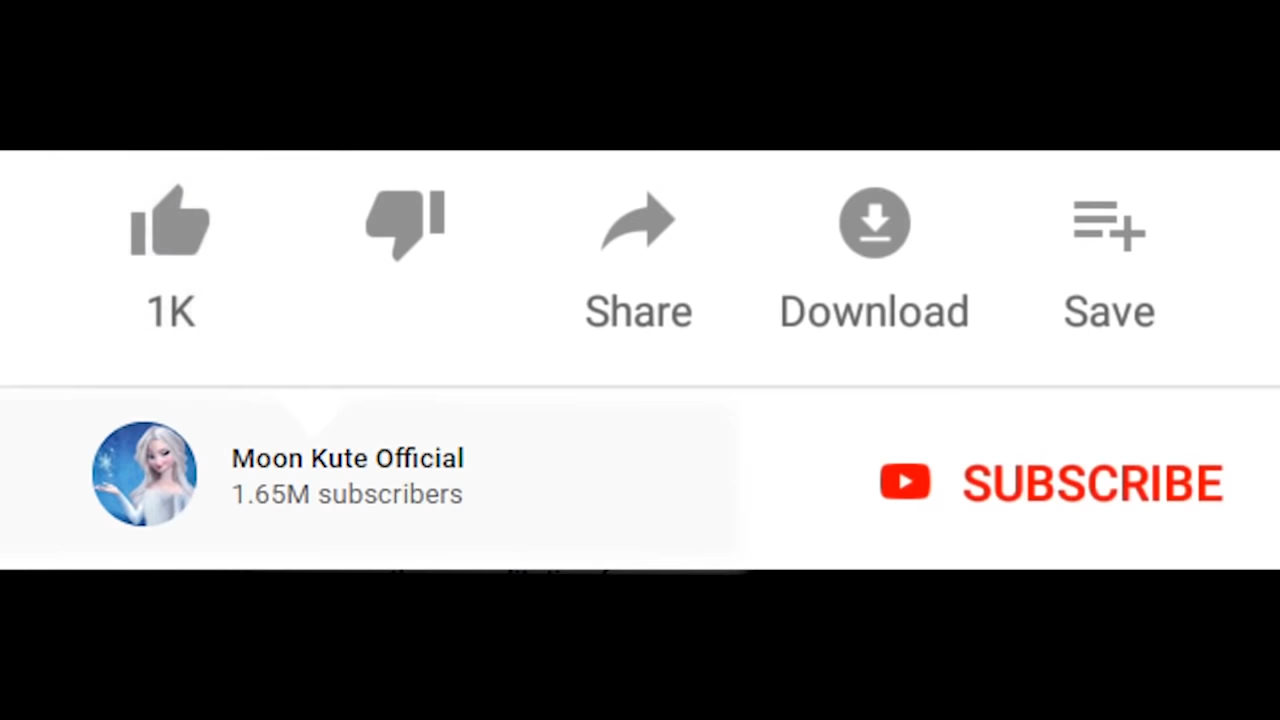 1K
Share
Download
Save
Moon Kute Official
1.65M subscribers
SUBSCRIBE